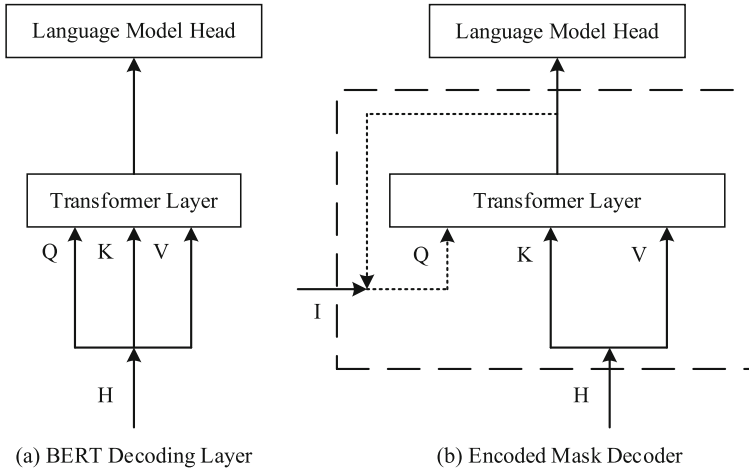 Language Model Head
Transformer Layer
Q K V
H
(a) BERT Decoding Layer
Language Model Head
Transformer Layer
Q K V
I
H
(b) Encoded Mask Decoder